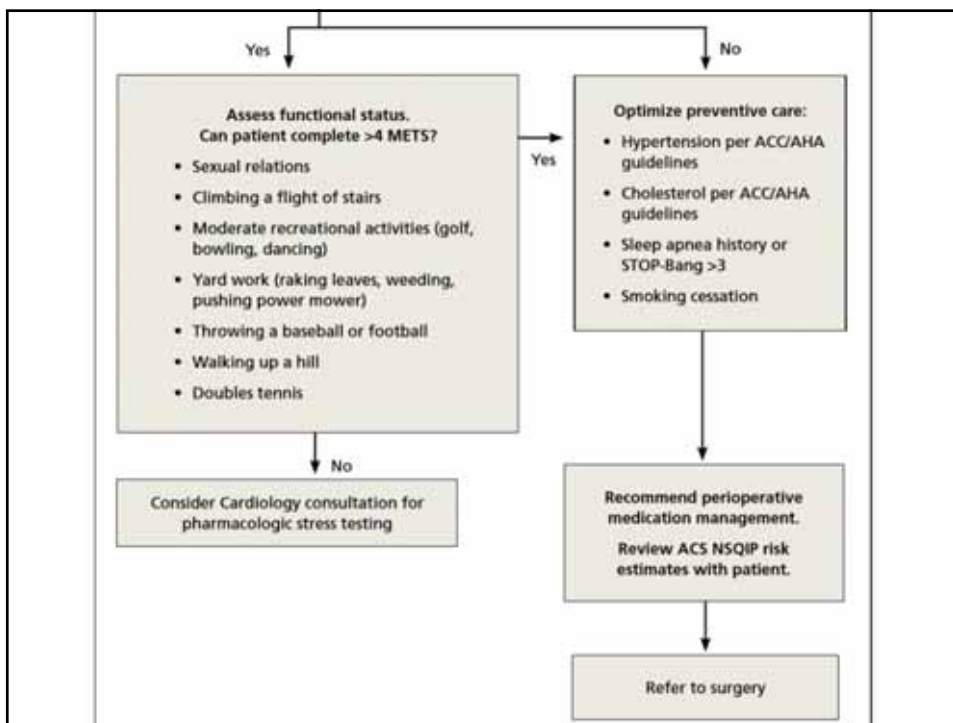 Yes
No
Assess functional status.
Can patient complete >4 METS?
• Sexual relations
• Climbing a flight of stairs
• Moderate recreational activities (golf,
bowling, dancing)
• Yard work (raking leaves, weeding,
pushing power mower)
• Throwing a baseball or football
• Walking up a hill
• Doubles tennis
Yes
Optimize preventive care:
• Hypertension per ACC/AHA
guidelines
• Cholesterol per ACC/AHA
guidelines
• Sleep apnea history or
STOP-Bang >3
• Smoking cessation
No
Consider Cardiology consultation for
pharmacologic stress testing
Recommend perioperative
medication management.
Review ACS NSQIP risk
estimates with patient.
Refer to surgery